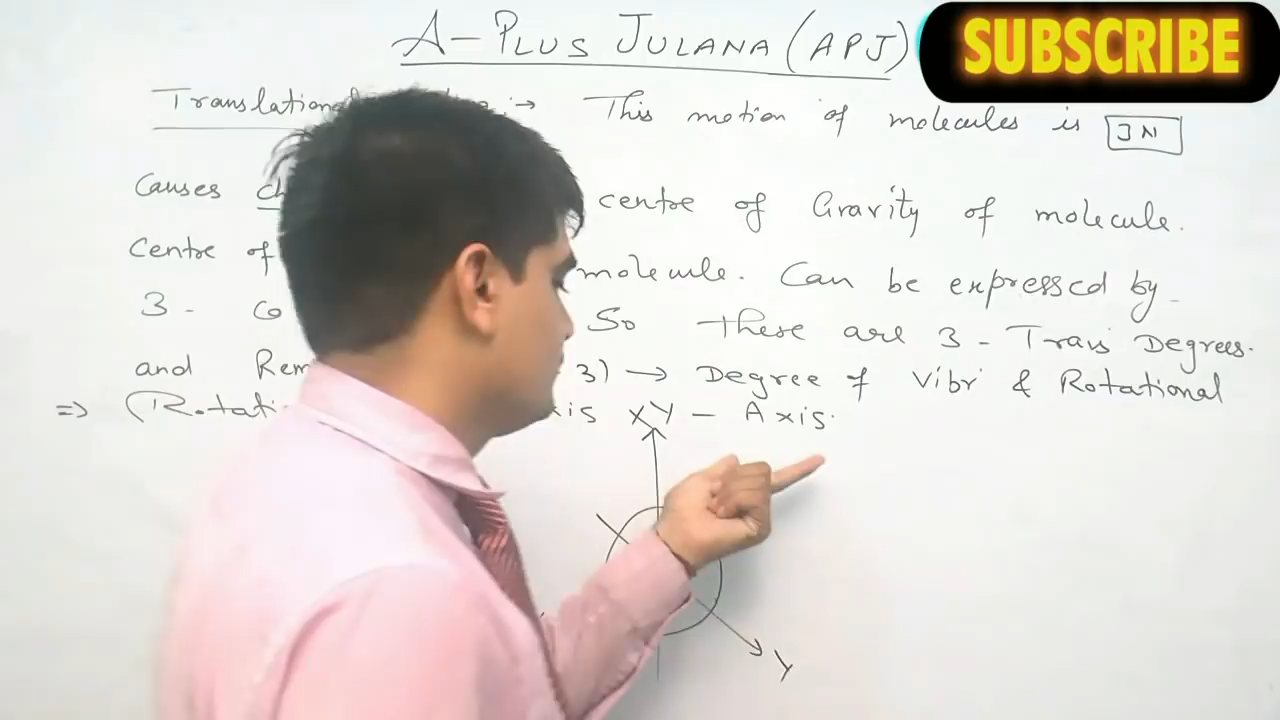 A-PLUS JULANA (APJ)
SUBSCRIBE
Translational :→ This motion of molecules is 3N
Causes centre of Gravity of molecule.
Centre of molecule. Can be expressed by
3- So these are 3- Trans Degrees.
and 3) → Degree of Vibr & Rotational
⇒ XY - Axis.
Y